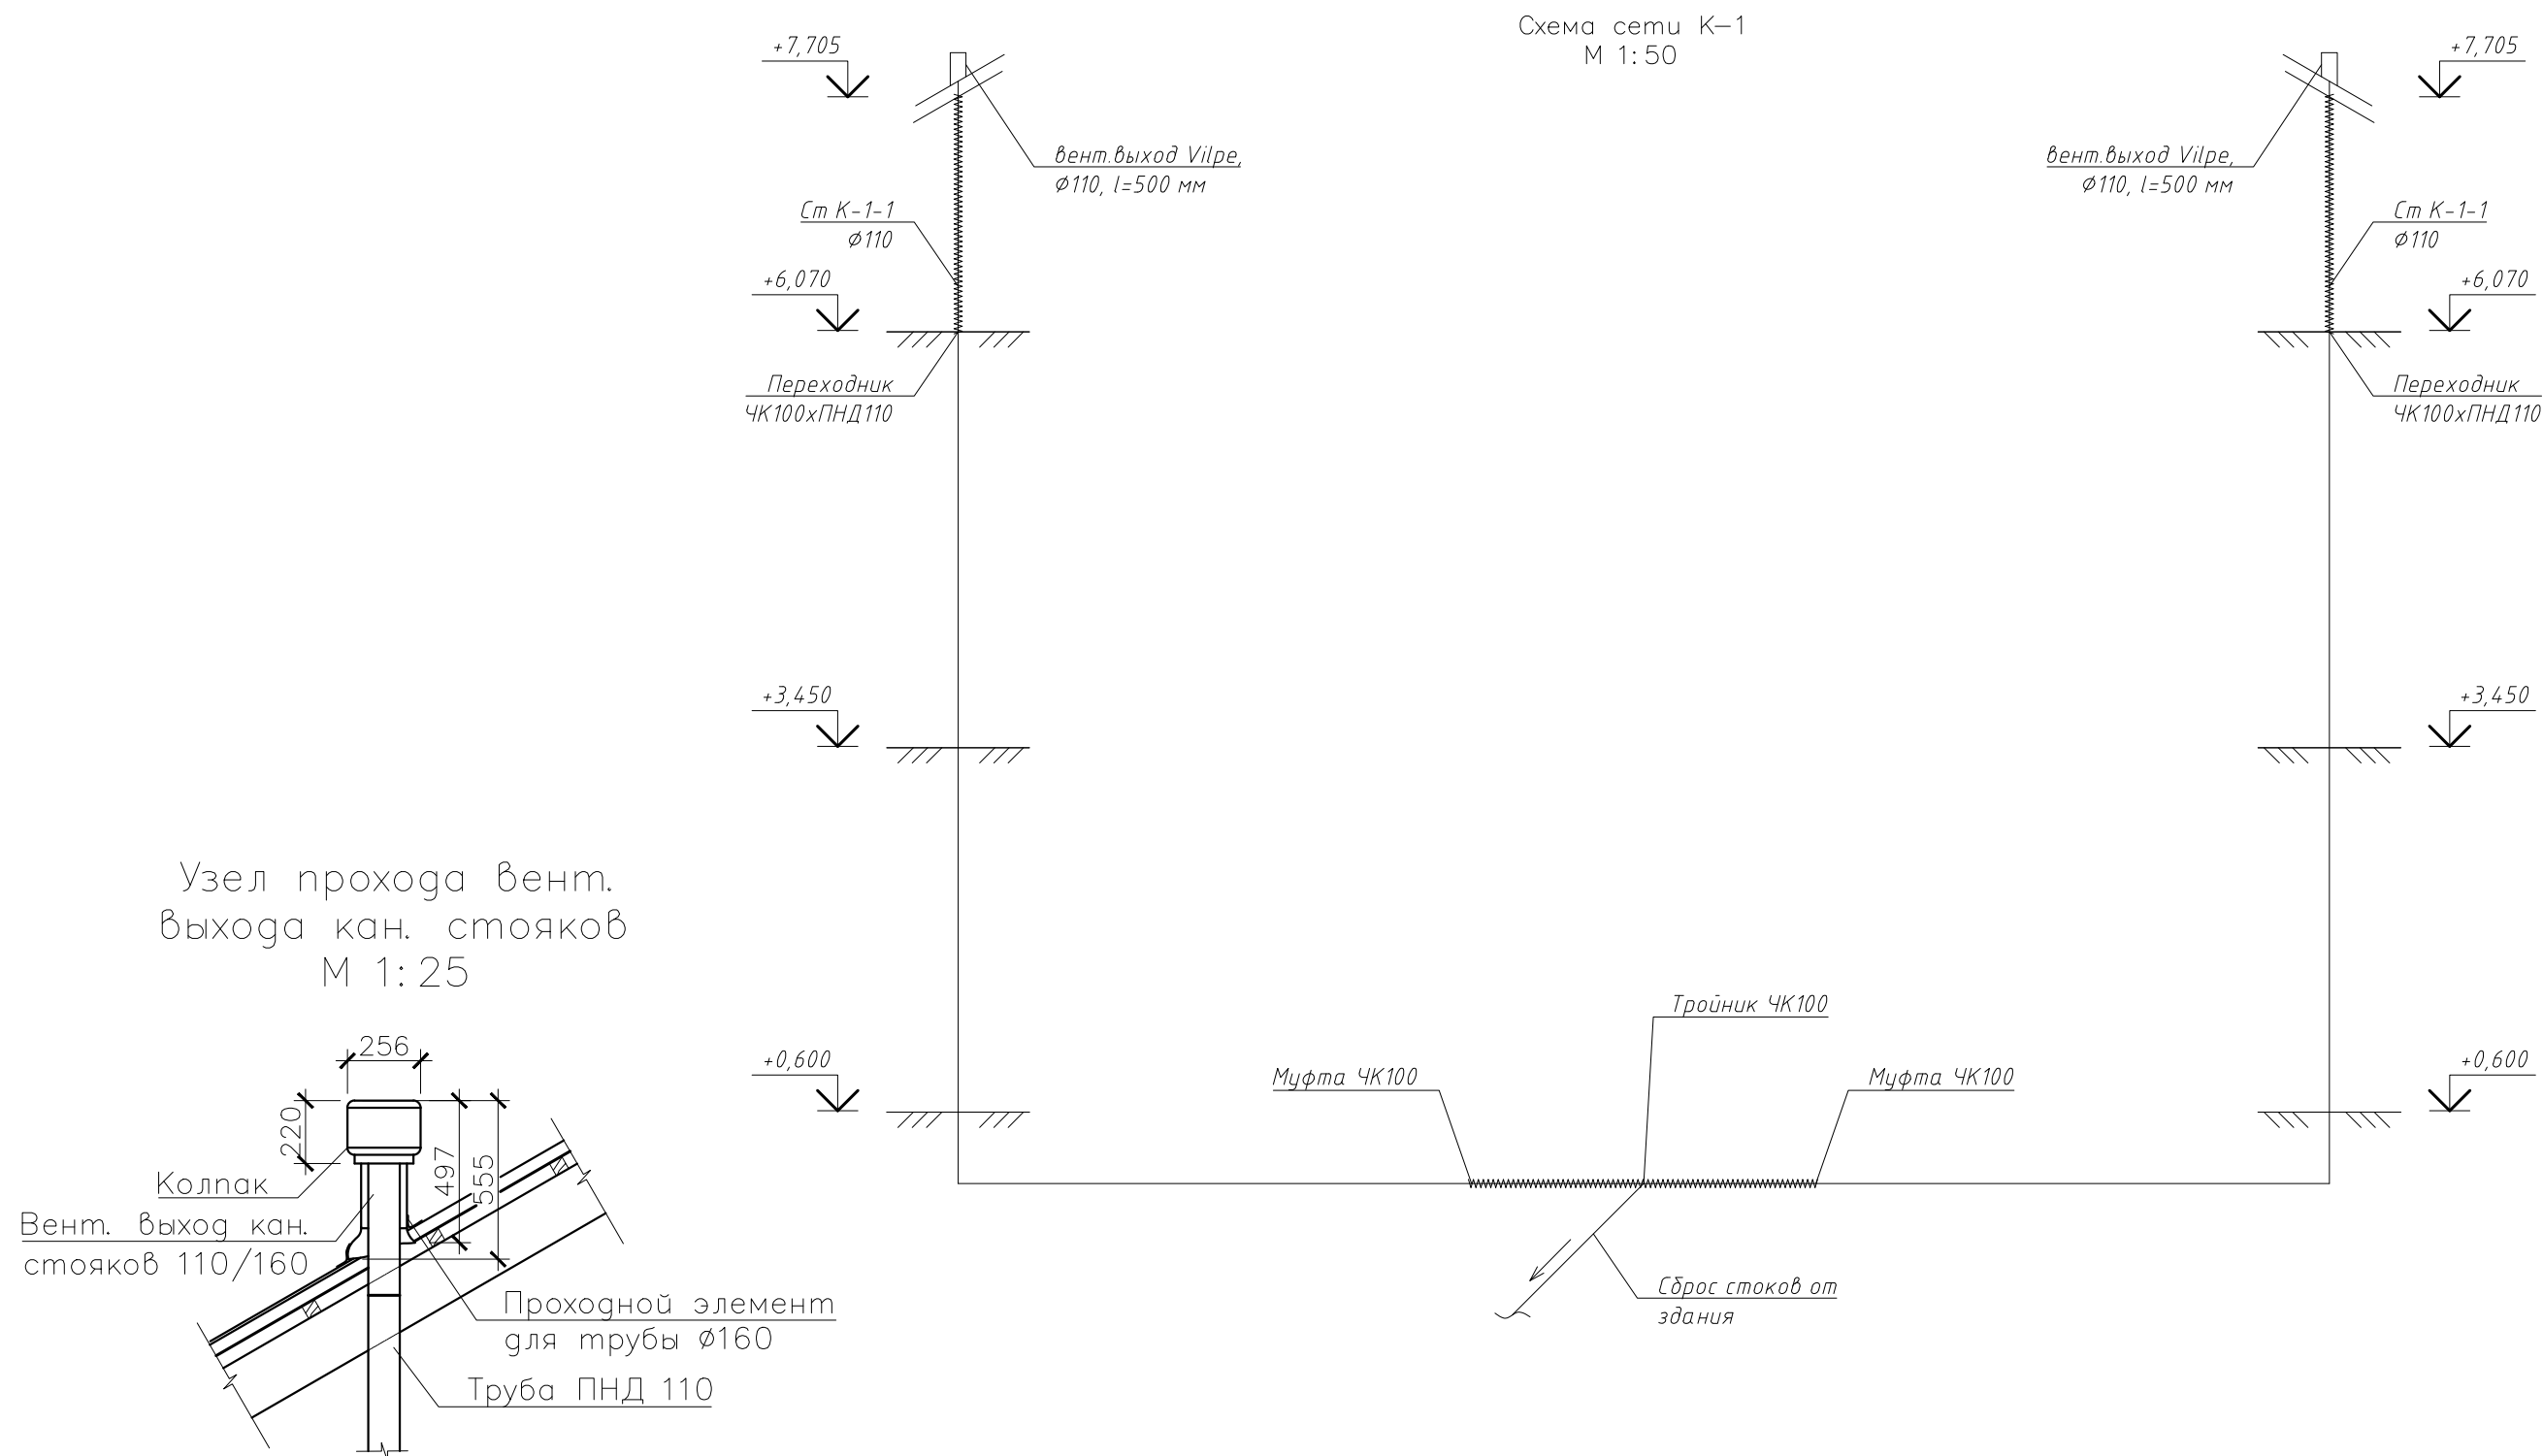 Схема сети К-1
М 1:50
+7,705
+7,705
вент.выход Vilpe,
Ø110, l=500 мм
вент.выход Vilpe,
Ø110, l=500 мм
Ст К-1-1
Ø110
Ст К-1-1
Ø110
+6,070
+6,070
Переходник
ЧК100хПНД110
Переходник
ЧК100хПНД110
+3,450
+3,450
Узел прохода вент.
выхода кан. стояков
М 1:25
Тройник ЧК100
+0,600
Муфта ЧК100
Муфта ЧК100
+0,600
256
220
497
555
Колпак
Вент. выход кан.
стояков 110/160
Проходной элемент
для трубы Ø160
Труба ПНД 110
Сброс стоков от
здания